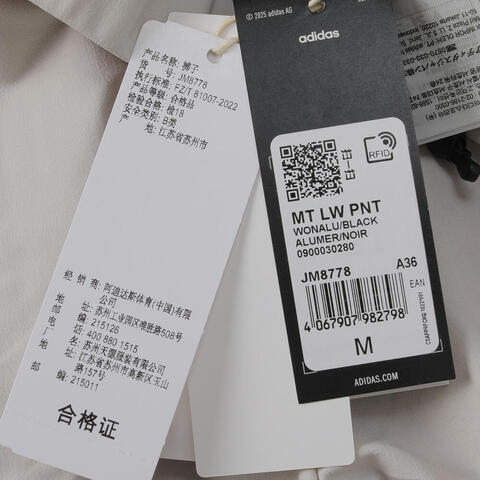 产品名称: 裤子
货 号: JM8778
执行标准: FZ/T 81007-2022
产品等级: 合格品
检验合格: 检18
安全类别: B类
产 地: 江苏省苏州市
经 销 商: 阿迪达斯体育(中国)有限
公司
地 址: 苏州工业园区唯胜路508号
邮 编: 215126
电 话: 400 880 1515
名 称: 苏州天源服装有限公司
地 址: 江苏省苏州市高新区玉山
路157号
邮 编: 215011
合格证
© 2025 adidas AG
adidas
RFID
MT LW PNT
WONALU/BLACK
ALUMER/NOIR
0900030280
JM8778
A36
EAN
4 067907 982798
M
ADIDAS.COM